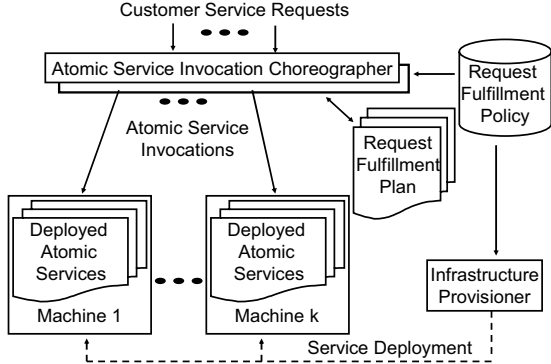 Customer Service Requests
Atomic Service Invocation Choreographer
Request
Fulfillment
Policy
Atomic Service
Invocations
Request
Fulfillment
Plan
Deployed
Atomic
Services
Machine 1
Deployed
Atomic
Services
Machine k
Infrastructure
Provisioner
Service Deployment